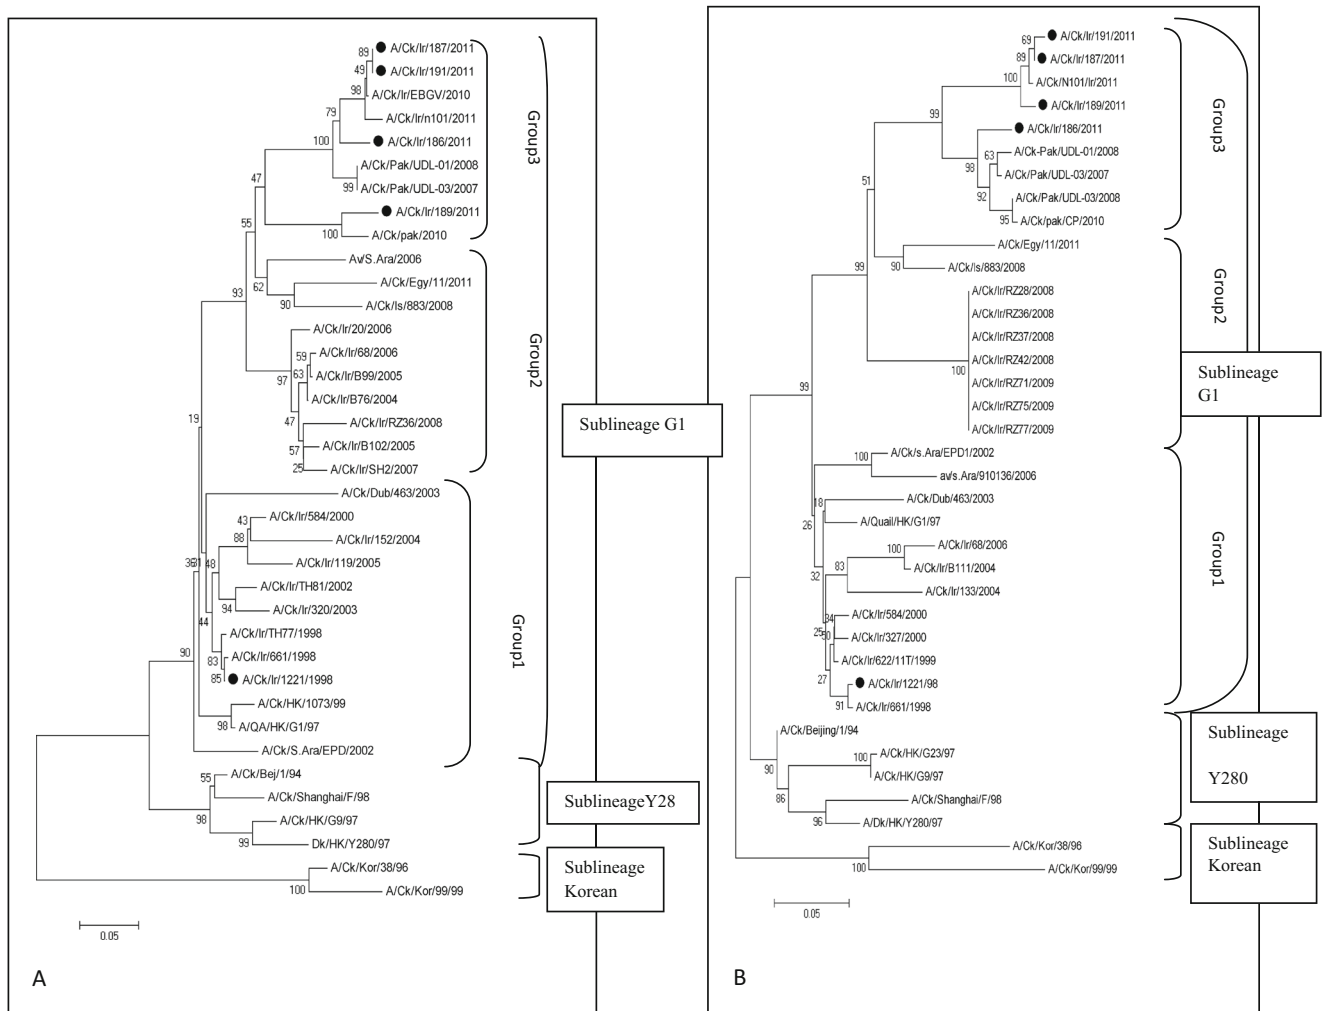 A/Ck/Ir/187/2011
89
A/Ck/Ir/191/2011
49
A/Ck/Ir/EBGV/2010
98
A/Ck/Ir/n101/2011
79
A/Ck/Ir/186/2011
100
A/Ck/Pak/UDL-01/2008
99
A/Ck/Pak/UDL-03/2007
47
A/Ck/Ir/189/2011
100
A/Ck/pak/2010
55
Av/S.Ara/2006
62
A/Ck/Egy/11/2011
90
A/Ck/Is/883/2008
93
A/Ck/Ir/20/2006
A/Ck/Ir/68/2006
59
A/Ck/Ir/B99/2005
63
97
A/Ck/Ir/B76/2004
47
A/Ck/Ir/RZ36/2008
57
A/Ck/Ir/B102/2005
25
A/Ck/Ir/SH2/2007
19
A/Ck/Dub/463/2003
A/Ck/Ir/584/2000
43
88
A/Ck/Ir/152/2004
A/Ck/Ir/119/2005
48
A/Ck/Ir/TH81/2002
94
A/Ck/Ir/320/2003
44
A/Ck/Ir/TH77/1998
83
A/Ck/Ir/661/1998
85
A/Ck/Ir/1221/1998
90
A/Ck/HK/1073/99
98
A/QA/HK/G1/97
A/Ck/S.Ara/EPD/2002
A/Ck/Bej/1/94
55
A/Ck/Shanghai/F/98
98
A/Ck/HK/G9/97
99
Dk/HK/Y280/97
A/Ck/Kor/38/96
100
A/Ck/Kor/99/99
Group3
Group2
Group1
Sublineage G1
SublineageY28
Sublineage
Korean
0.05
A
A/Ck/Ir/191/2011
69
A/Ck/Ir/187/2011
89
A/Ck/N101/Ir/2011
100
A/Ck/Ir/189/2011
99
A/Ck/Ir/186/2011
A/Ck-Pak/UDL-01/2008
63
98
A/Ck/Pak/UDL-03/2007
92
A/Ck/Pak/UDL-03/2008
95
A/Ck/pak/CP/2010
51
A/Ck/Egy/11/2011
90
A/Ck/Is/883/2008
99
A/Ck/Ir/RZ28/2008
A/Ck/Ir/RZ36/2008
A/Ck/Ir/RZ37/2008
A/Ck/Ir/RZ42/2008
100
A/Ck/Ir/RZ71/2009
A/Ck/Ir/RZ75/2009
A/Ck/Ir/RZ77/2009
99
A/Ck/s.Ara/EPD1/2002
100
av/s.Ara/910136/2006
A/Ck/Dub/463/2003
18
26
A/Quail/HK/G1/97
A/Ck/Ir/68/2006
100
A/Ck/Ir/B111/2004
83
32
A/Ck/Ir/133/2004
A/Ck/Ir/584/2000
34
25
50
A/Ck/Ir/327/2000
A/Ck/Ir/622/11T/1999
27
A/Ck/Ir/1221/98
91
A/Ck/Ir/661/1998
A/Ck/Beijing/1/94
90
A/Ck/HK/G23/97
100
A/Ck/HK/G9/97
86
A/Ck/Shanghai/F/98
96
A/Dk/HK/Y280/97
A/Ck/Kor/38/96
100
A/Ck/Kor/99/99
Group3
Group2
Group1
Sublineage
G1
Sublineage
Y280
Sublineage
Korean
0.05
B